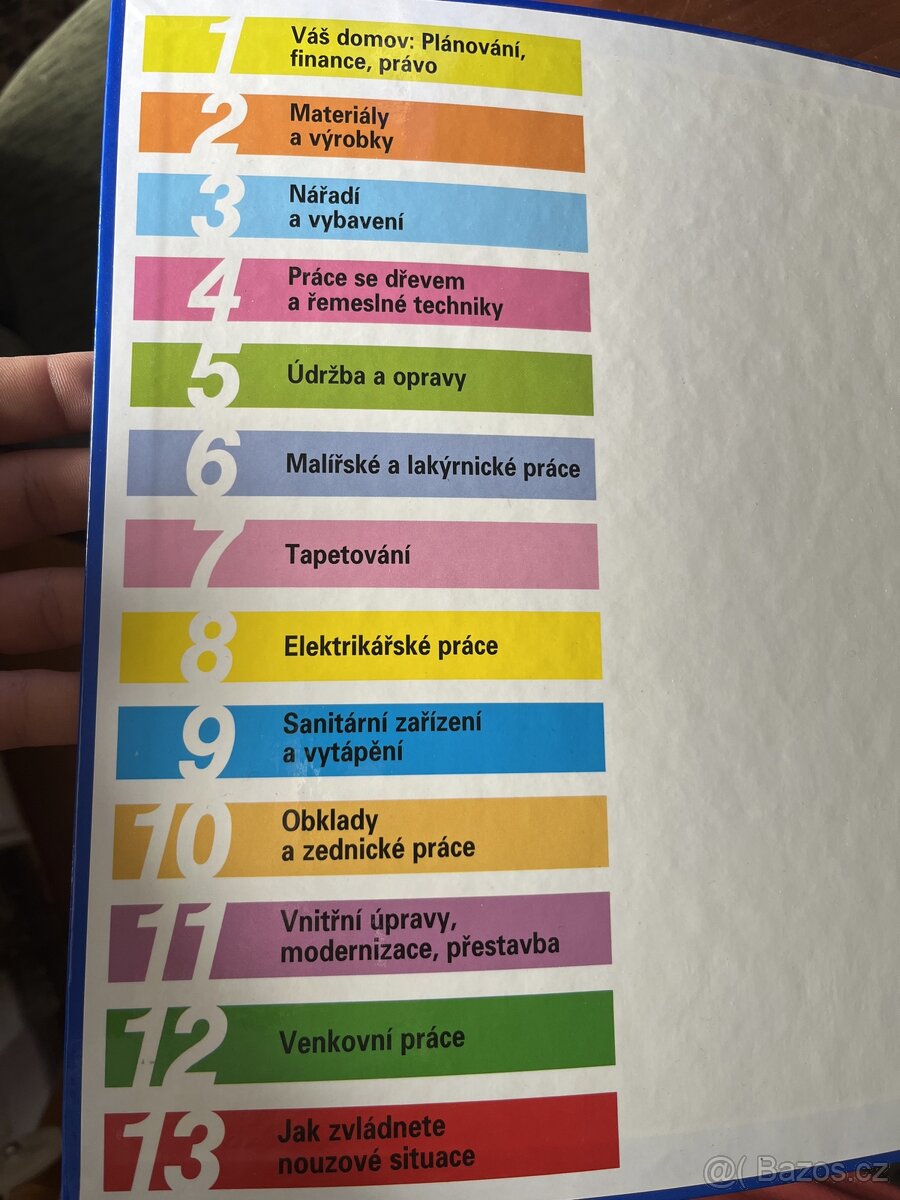 1
Váš domov: Plánování,
finance, právo
2
Materiály
a výrobky
3
Nářadí
a vybavení
4
Práce se dřevem
a řemeslné techniky
5
Údržba a opravy
6
Malířské a lakýrnické práce
7
Tapetování
8
Elektrikářské práce
9
Sanitární zařízení
a vytápění
10
Obklady
a zednické práce
11
Vnitřní úpravy,
modernizace, přestavba
12
Venkovní práce
13
Jak zvládnete
nouzové situace
@( Bazos.cz